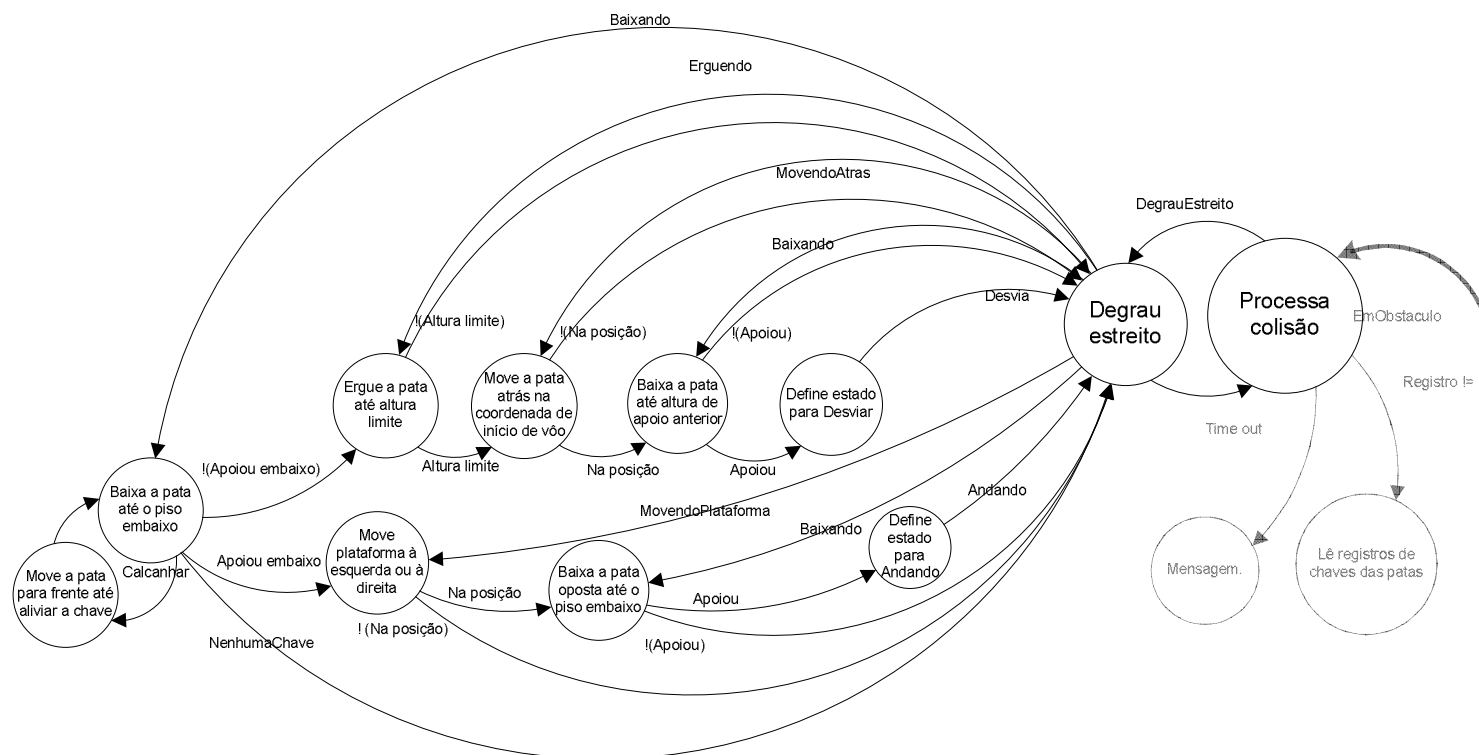 Baixando
Erguendo
MovendoAtras
Baixando
DegrauEstreito
Desvia
Degrau
estreito
Processa
colisão
EmObstaculo
!(Altura limite)
!(Na posição)
!(Apoiou)
Ergue a pata
até altura
limite
Move a pata
atrás na
coordenada de
início de vôo
Baixa a pata
até altura de
apoio anterior
Define estado
para Desviar
Registro !=
Time out
!(Apoiou embaixo)
Altura limite
Na posição
Apoiou
Baixa a pata
até o piso
embaixo
Andando
MovendoPlataforma
Baixando
Move
plataforma à
esquerda ou à
direita
Define
estado
para
Andando
Move a pata
para frente até
aliviar a chave
Calcanhar
Apoiou embaixo
Na posição
Baixa a pata
oposta até o
piso embaixo
Apoiou
Mensagem.
Lê registros de
chaves das patas
! (Na posição)
!(Apoiou)
NenhumaChave